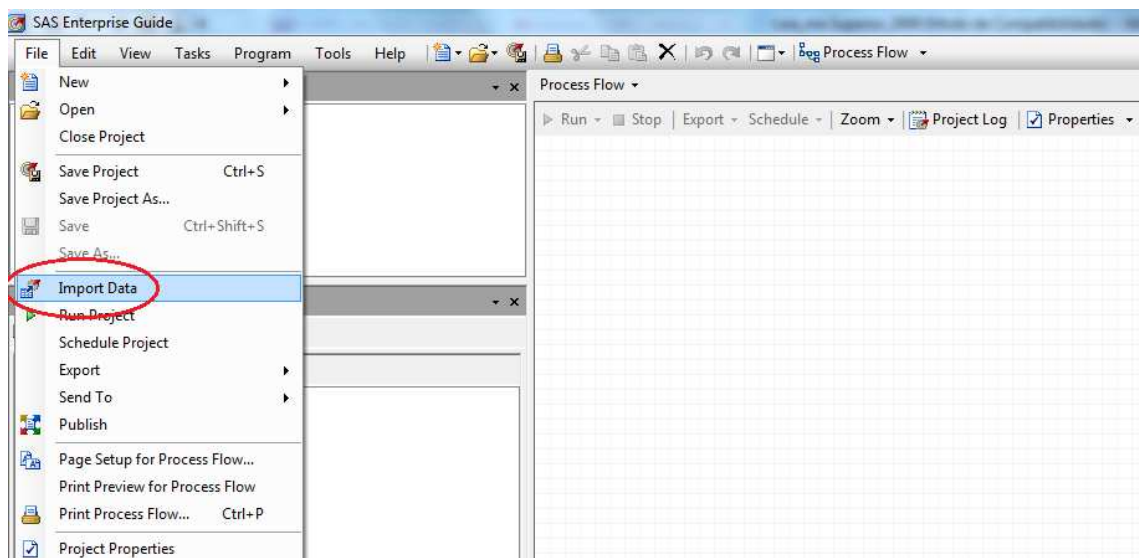 SAS Enterprise Guide
File Edit View Tasks Program Tools Help Process Flow
New
Open
Close Project
Save Project Ctrl+S
Save Project As...
Save Ctrl+Shift+S
Save As...
Import Data
Run Project
Schedule Project
Export
Send To
Publish
Page Setup for Process Flow...
Print Preview for Process Flow
Print Process Flow... Ctrl+P
Project Properties
Process Flow
Run Stop Export Schedule Zoom Project Log Properties